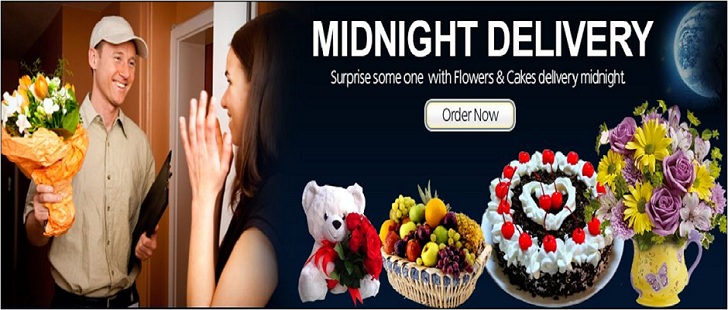 MIDNIGHT DELIVERY
Surprise some one with Flowers & Cakes delivery midnight.
Order Now